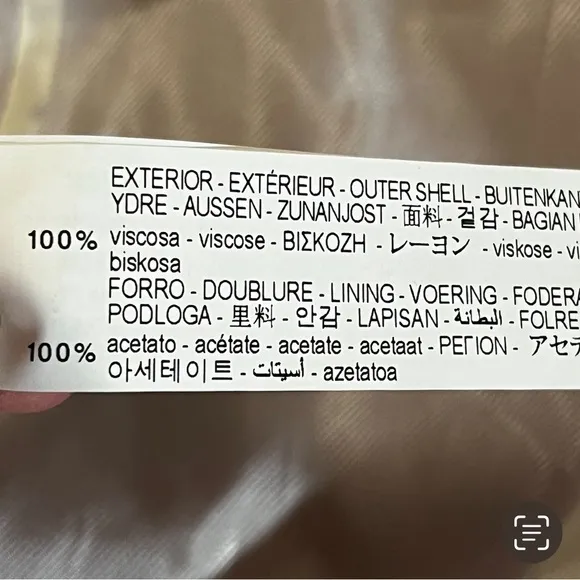 EXTERIOR - EXTÉRIEUR - OUTER SHELL - BUITENKAN
YDRE - AUSSEN - ZUNANJOST - 面料 - 겉감 - BAGIAN
100% viscosa - viscose - ΒΙΣΚΟΖΗ - レーヨン - viskose - vi
biskosa
FORRO - DOUBLURE - LINING - VOERING - FODERA
PODLOGA - 里料 - 안감 - LAPISAN - البطانة - FOLRE
100% acetato - acétate - acetate - acetaat - ΡΕΓΙΟΝ - アセテ
아세테이트 - أسيتات - azetatoa